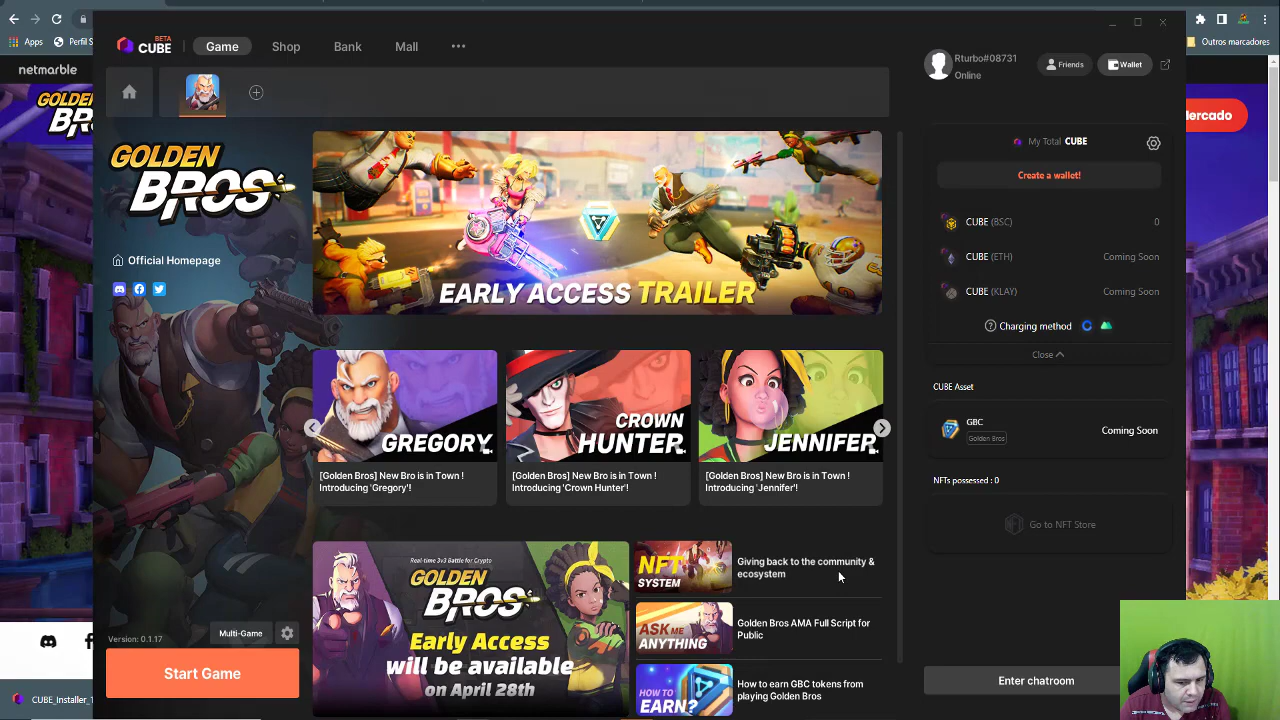 Apps
Perfil S
Outros marcadores
netmarble
GOLDEN
BRO
Mercado
BETA
CUBE
Game
Shop
Bank
Mall
Rturbo#08731
Online
Friends
Wallet
GOLDEN
BROS
Official Homepage
EARLY ACCESS TRAILER
GREGORY
[Golden Bros] New Bro is in Town !
Introducing 'Gregory'!
CROWN
HUNTER
[Golden Bros] New Bro is in Town !
Introducing 'Crown Hunter'!
JENNIFER
[Golden Bros] New Bro is in Town !
Introducing 'Jennifer'!
Real-time 3v3 Battle for Crypto
GOLDEN
BROS
Early Access
will be available
on April 28th
NFT
SYSTEM
Giving back to the community &
ecosystem
ASK ME
ANYTHING
Golden Bros AMA Full Script for
Public
HOW TO
EARN?
How to earn GBC tokens from
playing Golden Bros
Version: 0.1.17
Multi-Game
Start Game
My Total CUBE
Create a wallet!
CUBE (BSC)
0
CUBE (ETH)
Coming Soon
CUBE (KLAY)
Coming Soon
Charging method
Close
CUBE Asset
GBC
Golden Bros
Coming Soon
NFTs possessed : 0
Go to NFT Store
Enter chatroom
CUBE_Installer_1